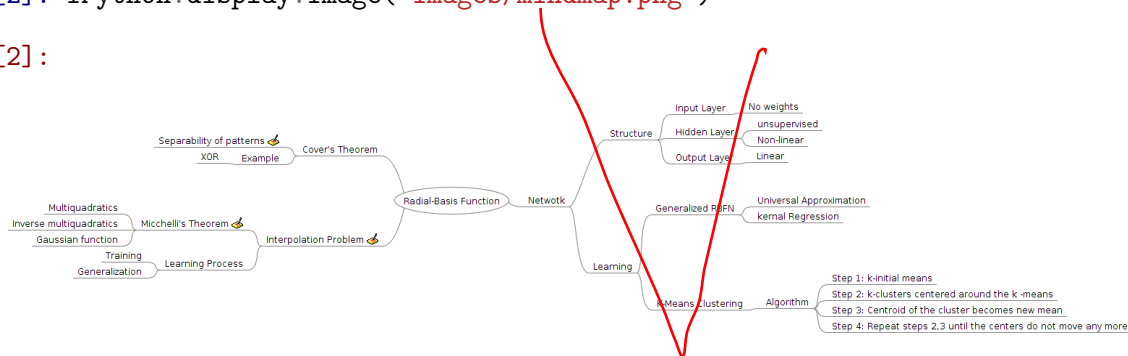 [2]: IPython.display.Image("images/mindmap.png")
[2]:
Radial-Basis Function
Cover's Theorem
Separability of patterns
Example
XOR
Interpolation Problem
Micchelli's Theorem
Multiquadratics
Inverse multiquadratics
Gaussian function
Learning Process
Training
Generalization
Netwotk
Structure
Input Layer
No weights
Hidden Layer
unsupervised
Non-linear
Output Layer
Linear
Learning
Generalized RBFN
Universal Approximation
kernal Regression
K-Means Clustering
Algorithm
Step 1: k-initial means
Step 2: k-clusters centered around the k -means
Step 3: Centroid of the cluster becomes new mean
Step 4: Repeat steps 2,3 until the centers do not move any more